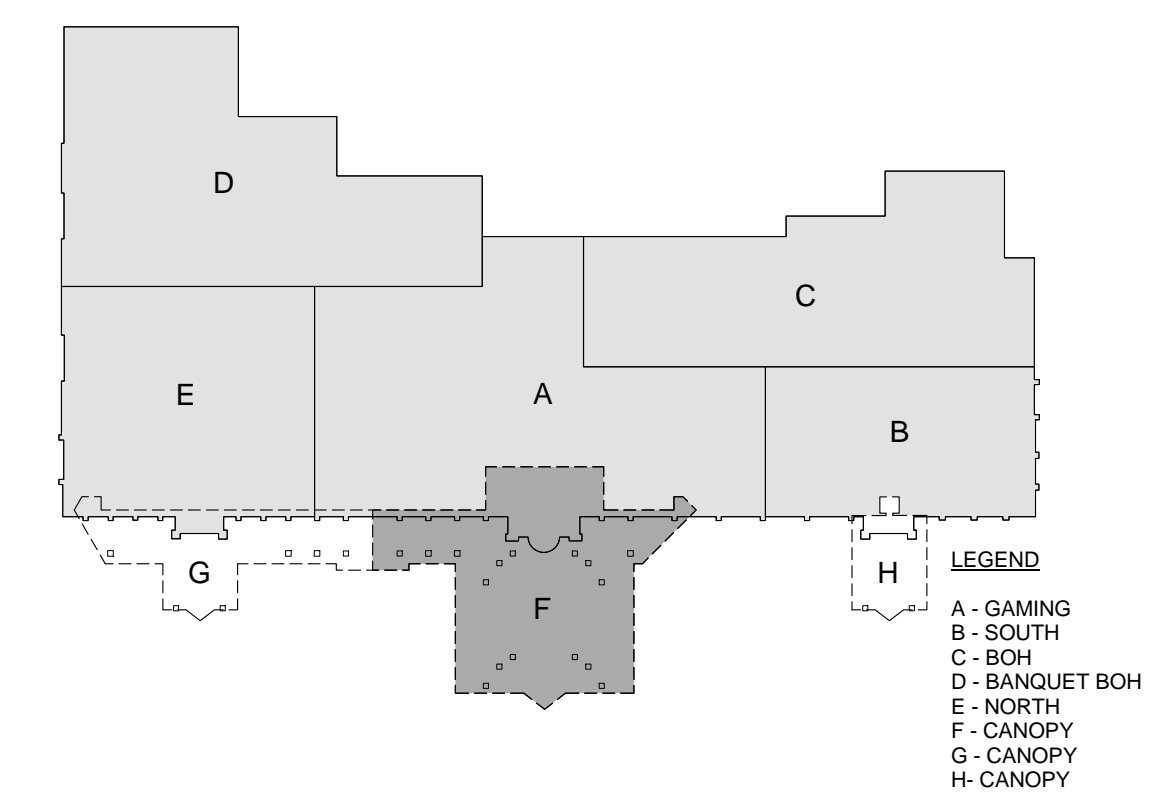 D
C
E
A
B
G
F
H
LEGEND
A - GAMING
B - SOUTH
C - BOH
D - BANQUET BOH
E - NORTH
F - CANOPY
G - CANOPY
H- CANOPY